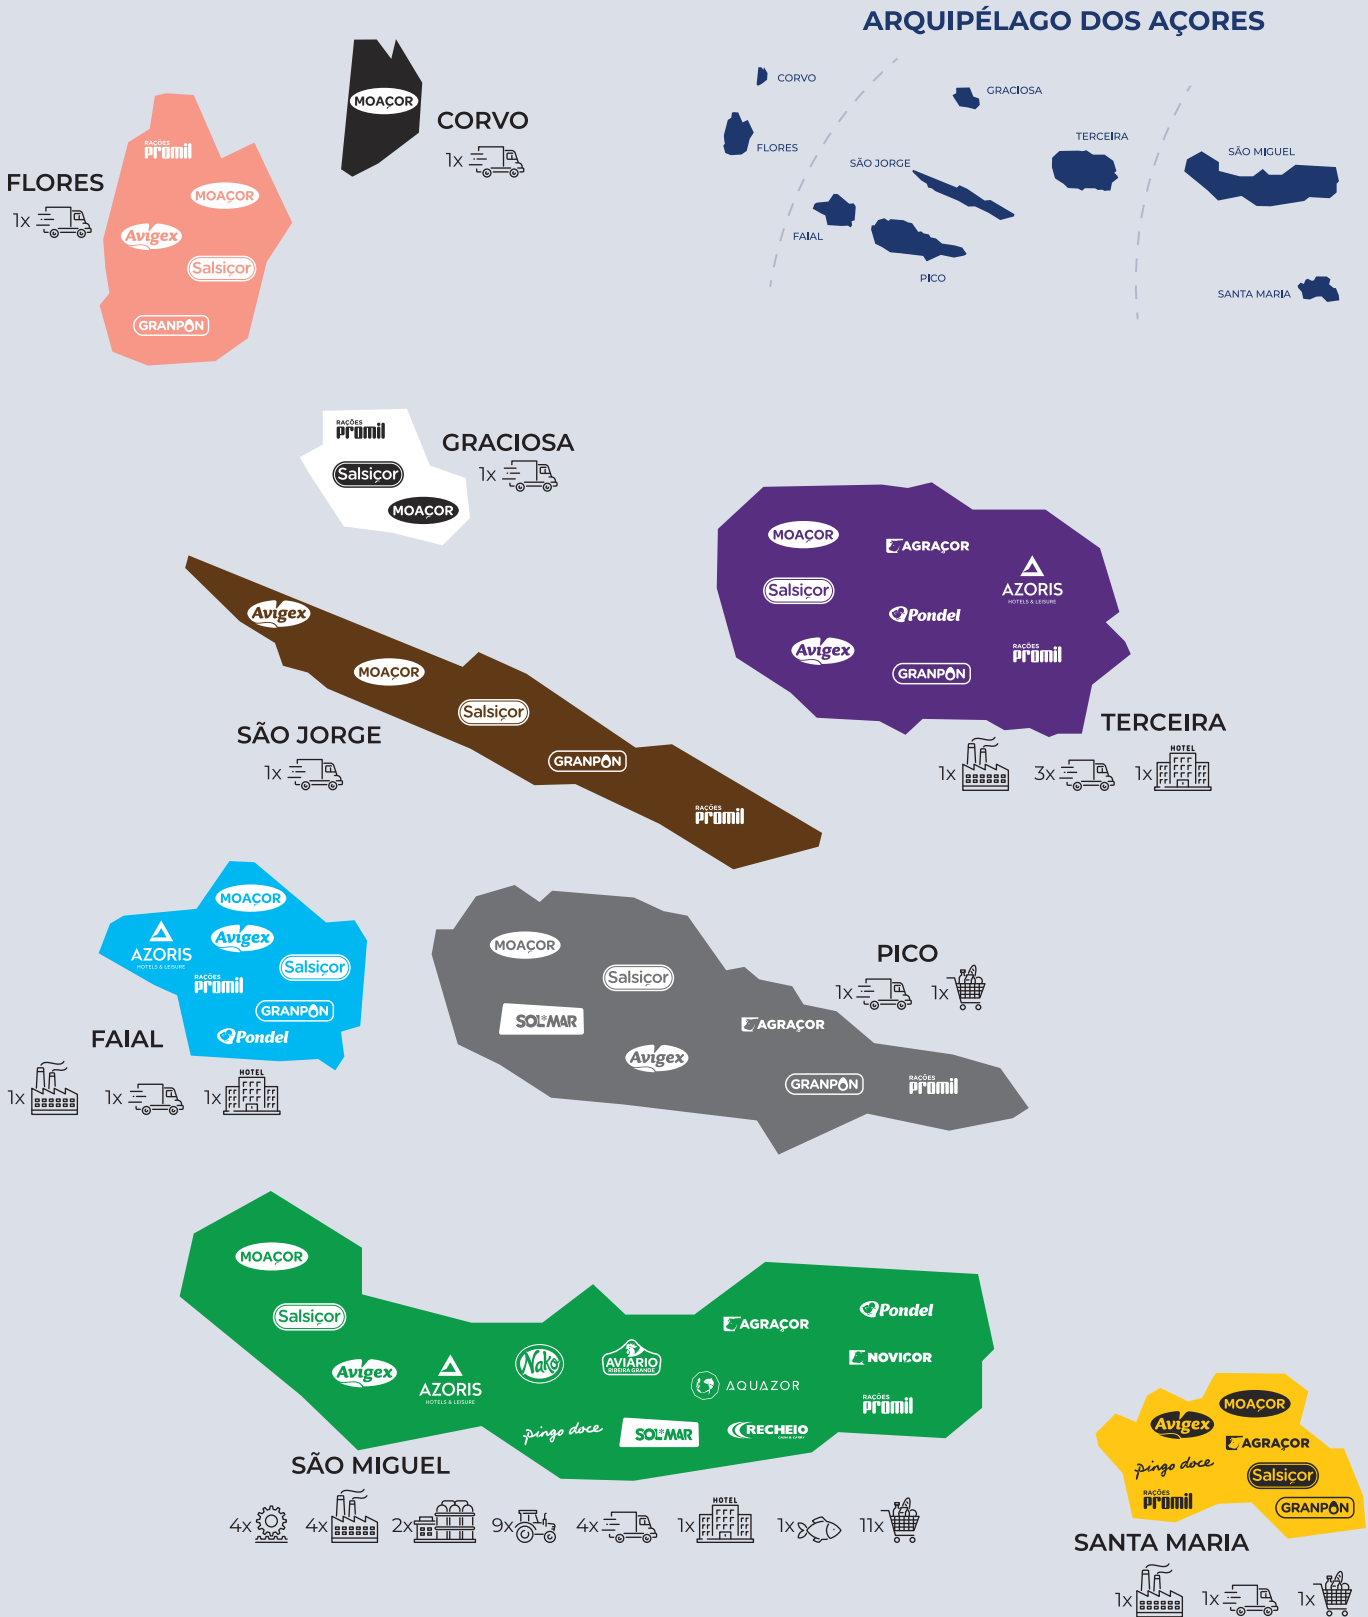 ARQUIPÉLAGO DOS AÇORES
CORVO
FLORES
GRACIOSA
TERCEIRA
SÃO MIGUEL
SÃO JORGE
FAIAL
PICO
SANTA MARIA
MOAÇOR
CORVO
1x
RAÇÕES
promil
MOAÇOR
Avigex
Salsiçor
GRANPON
FLORES
1x
RAÇÕES
promil
Salsiçor
MOAÇOR
GRACIOSA
1x
MOAÇOR
AGRAÇOR
AZORIS
HOTELS & LEISURE
Salsiçor
Pondel
Avigex
RAÇÕES
promil
GRANPON
TERCEIRA
1x 3x 1x HOTEL
Avigex
MOAÇOR
Salsiçor
GRANPON
RAÇÕES
promil
SÃO JORGE
1x
MOAÇOR
AZORIS
HOTELS & LEISURE
Avigex
Salsiçor
RAÇÕES
promil
GRANPON
Pondel
FAIAL
1x 1x 1x HOTEL
MOAÇOR
Salsiçor
SOL*MAR
AGRAÇOR
Avigex
GRANPON
RAÇÕES
promil
PICO
1x 1x
MOAÇOR
Salsiçor
Avigex
AZORIS
HOTELS & LEISURE
Nako
AVIÁRIO
RIBEIRA GRANDE
AGRAÇOR
Pondel
NOVIÇOR
AQUAZOR
RAÇÕES
promil
pingo doce
SOL*MAR
RECHEIO
CASH & CARRY
SÃO MIGUEL
4x 4x 2x 9x 4x 1x HOTEL 1x 11x
MOAÇOR
Avigex
AGRAÇOR
pingo doce
Salsiçor
RAÇÕES
promil
GRANPON
SANTA MARIA
1x 1x 1x